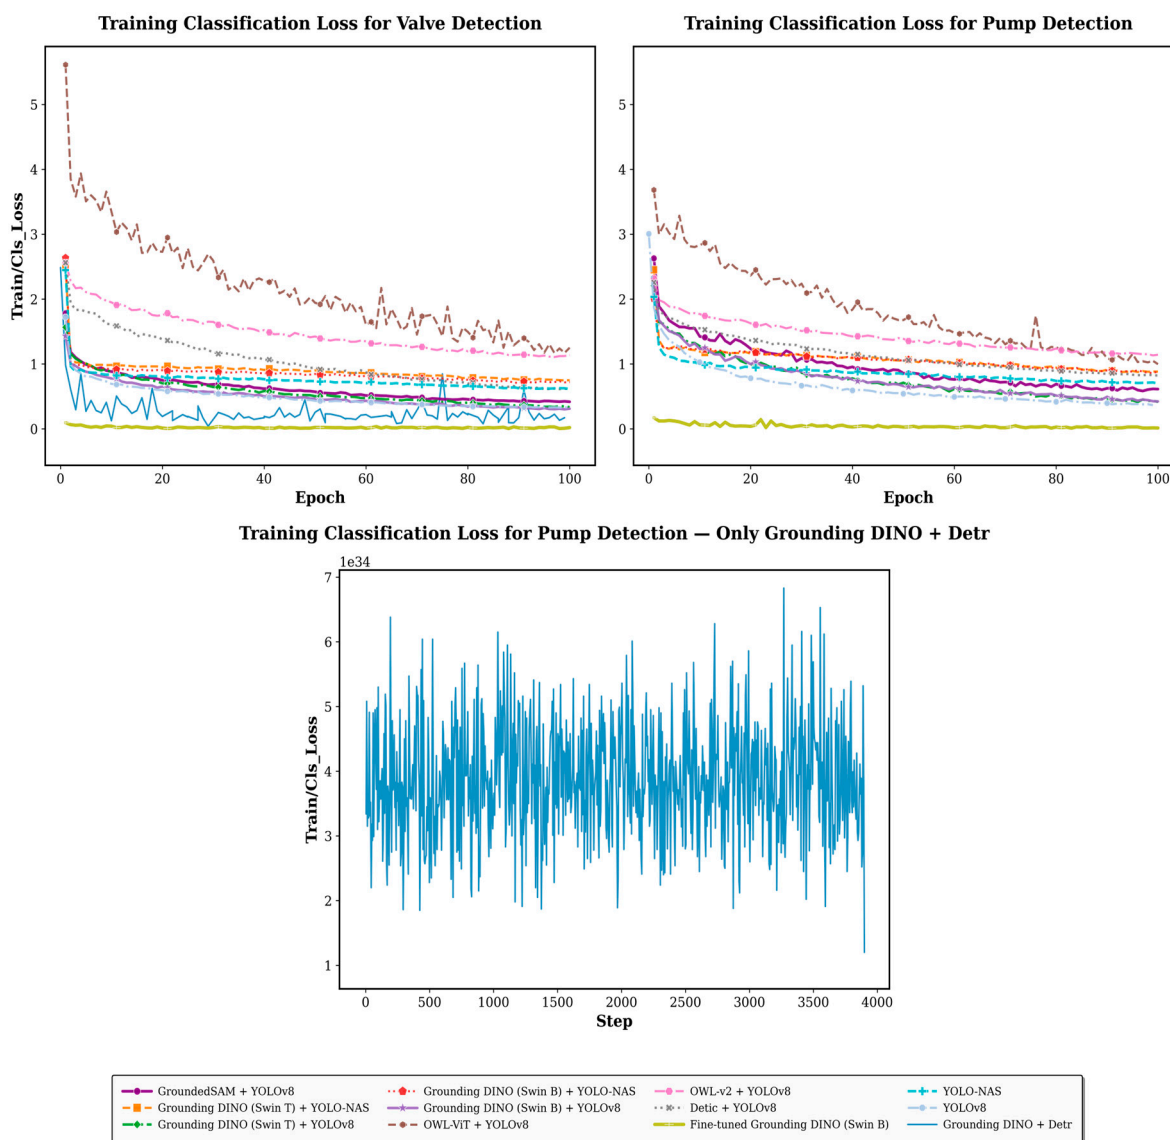 Training Classification Loss for Valve Detection
Training Classification Loss for Pump Detection
Train/Cls_Loss
5
4
3
2
1
0
0 20 40 60 80 100
Epoch
5
4
3
2
1
0
0 20 40 60 80 100
Epoch
Training Classification Loss for Pump Detection — Only Grounding DINO + Detr
1e34
Train/Cls_Loss
7
6
5
4
3
2
1
0 500 1000 1500 2000 2500 3000 3500 4000
Step
GroundedSAM + YOLOv8
Grounding DINO (Swin T) + YOLO-NAS
Grounding DINO (Swin T) + YOLOv8
Grounding DINO (Swin B) + YOLO-NAS
Grounding DINO (Swin B) + YOLOv8
OWL-ViT + YOLOv8
OWL-v2 + YOLOv8
Detic + YOLOv8
Fine-tuned Grounding DINO (Swin B)
YOLO-NAS
YOLOv8
Grounding DINO + Detr